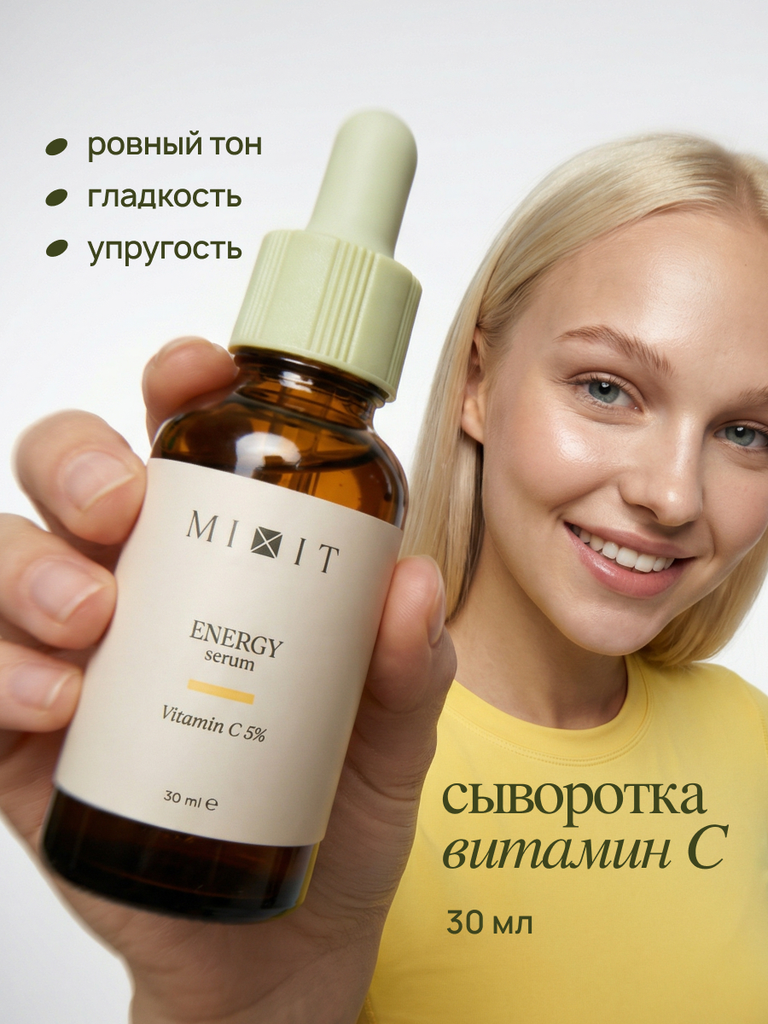 ровный тон
гладкость
упругость
MIXIT
ENERGY
serum
Vitamin C 5%
30 ml ℮
сыворотка
витамин C
30 мл